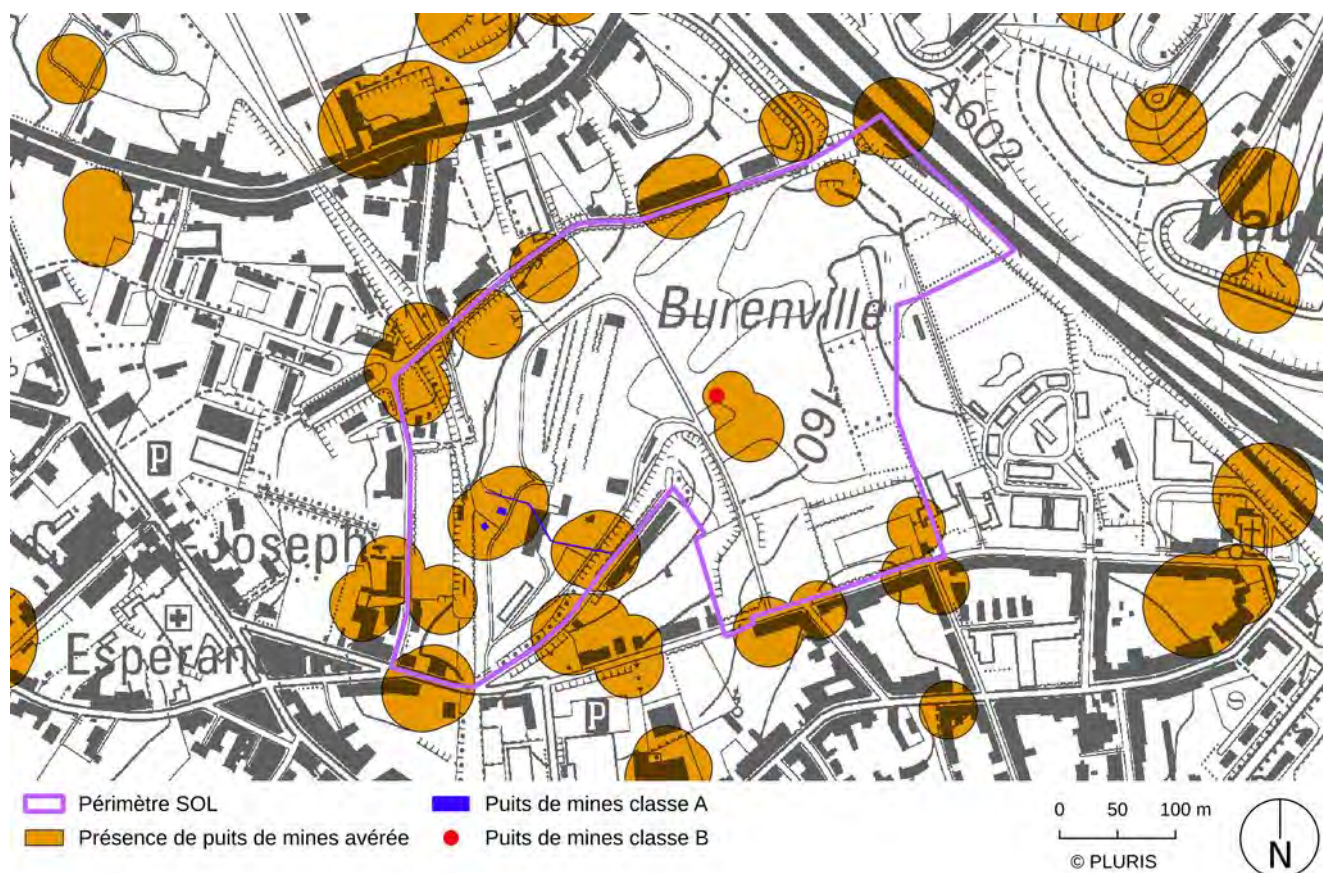 A602
Burenville
160
P
-Joseph
P
Périmètre SOL
Présence de puits de mines avérée
Puits de mines classe A
Puits de mines classe B
0 50 100 m
© PLURIS
N